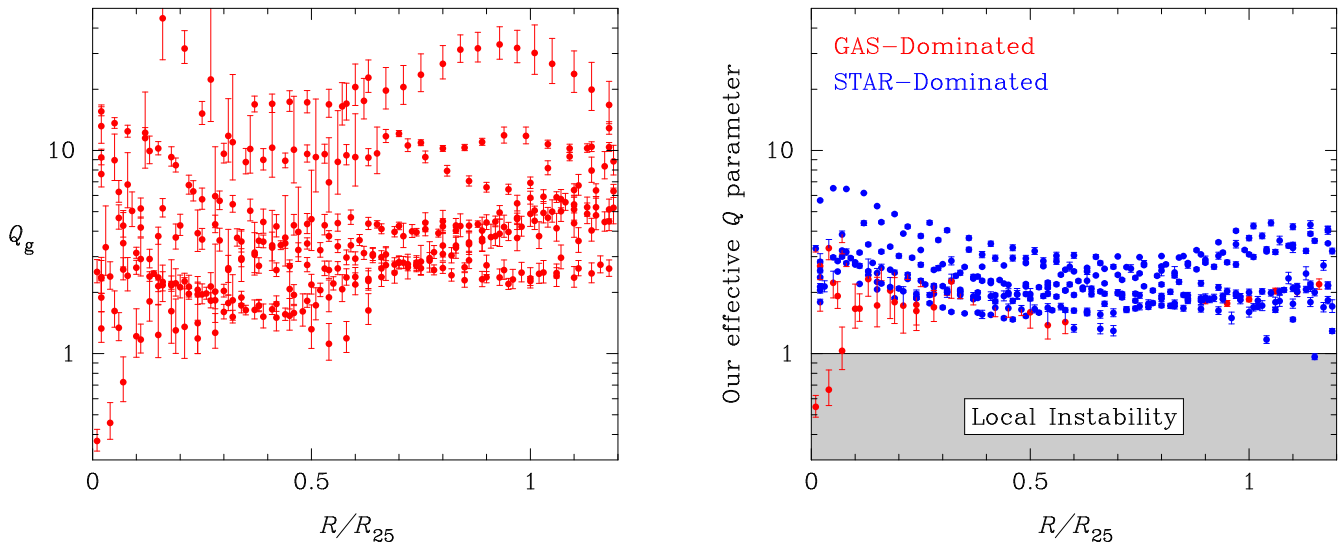 10
1
Q_g
0
0.5
1
R/R_25
GAS−Dominated
STAR−Dominated
10
1
Our effective Q parameter
Local Instability
0
0.5
1
R/R_25